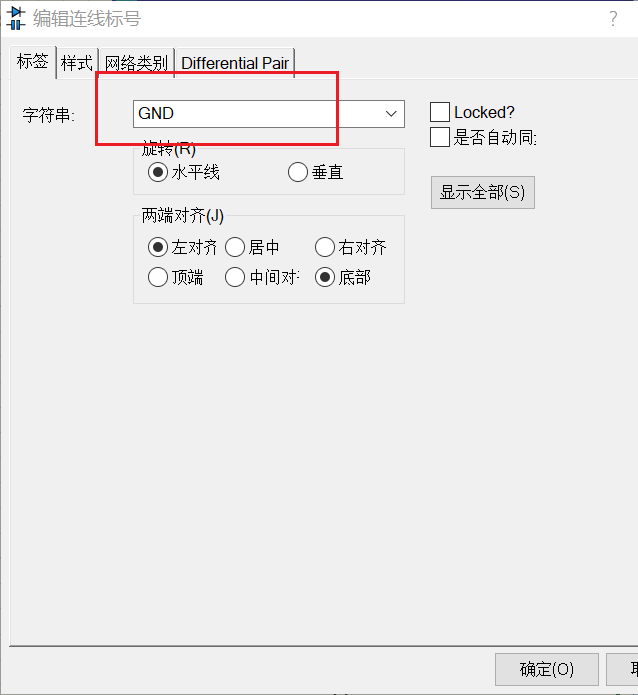 编辑连线标号 ?
标签 样式 网络类别 Differential Pair
字符串: GND Locked?
是否自动同
旋转(R)
水平线 垂直
显示全部(S)
两端对齐(J)
左对齐 居中 右对齐
顶端 中间对 底部
确定(O)